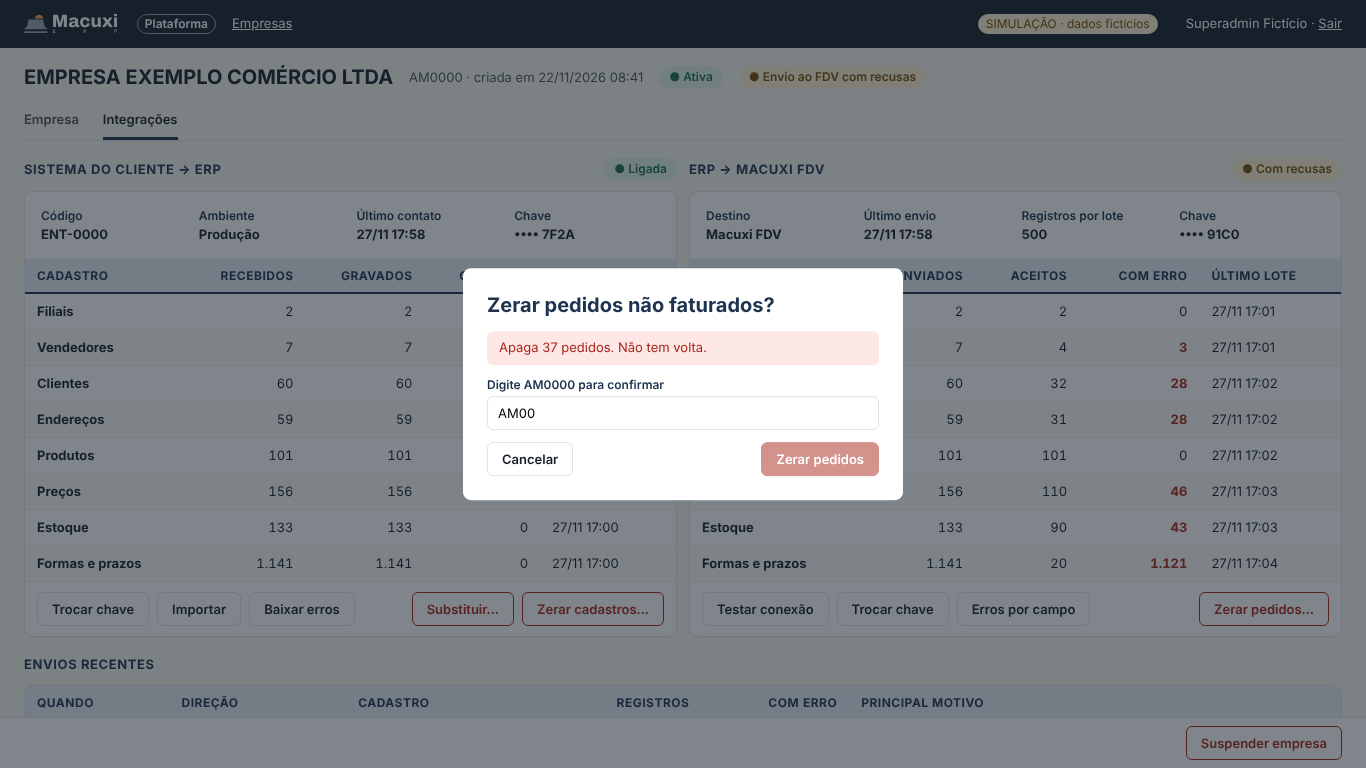 Macuxi
ERP
Plataforma
Empresas
SIMULAÇÃO · dados fictícios
Superadmin Fictício · Sair
EMPRESA EXEMPLO COMÉRCIO LTDA
AM0000 · criada em 22/11/2026 08:41
Ativa
Envio ao FDV com recusas
Empresa
Integrações
SISTEMA DO CLIENTE → ERP
Ligada
Código
Ambiente
Último contato
Chave
ENT-0000
Produção
27/11 17:58
•••• 7F2A
CADASTRO RECEBIDOS GRAVADOS
Filiais 2 2
Vendedores 7 7
Clientes 60 60
Endereços 59 59
Produtos 101 101
Preços 156 156
Estoque 133 133 0 27/11 17:00
Formas e prazos 1.141 1.141 0 27/11 17:00
Trocar chave
Importar
Baixar erros
Substituir...
Zerar cadastros...
ERP → MACUXI FDV
Com recusas
Destino
Último envio
Registros por lote
Chave
Macuxi FDV
27/11 17:58
500
•••• 91C0
NVIADOS ACEITOS COM ERRO ÚLTIMO LOTE
2 2 0 27/11 17:01
7 4 3 27/11 17:01
60 32 28 27/11 17:02
59 31 28 27/11 17:02
101 101 0 27/11 17:02
156 110 46 27/11 17:03
Estoque 133 90 43 27/11 17:03
Formas e prazos 1.141 20 1.121 27/11 17:04
Testar conexão
Trocar chave
Erros por campo
Zerar pedidos...
Zerar pedidos não faturados?
Apaga 37 pedidos. Não tem volta.
Digite AM0000 para confirmar
AM00
Cancelar
Zerar pedidos
ENVIOS RECENTES
QUANDO DIREÇÃO CADASTRO REGISTROS COM ERRO PRINCIPAL MOTIVO
Suspender empresa